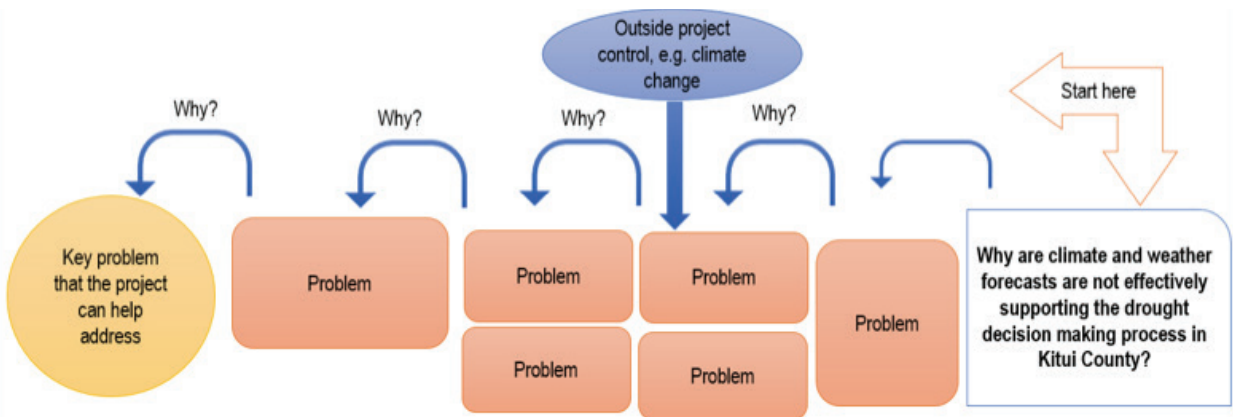 Outside project
control, e.g. climate
change
Why?
Why?
Why?
Why?
Start here
Key problem
that the project
can help
address
Problem
Problem
Problem
Problem
Problem
Problem
Why are climate and weather
forecasts are not effectively
supporting the drought
decision making process in
Kitui County?